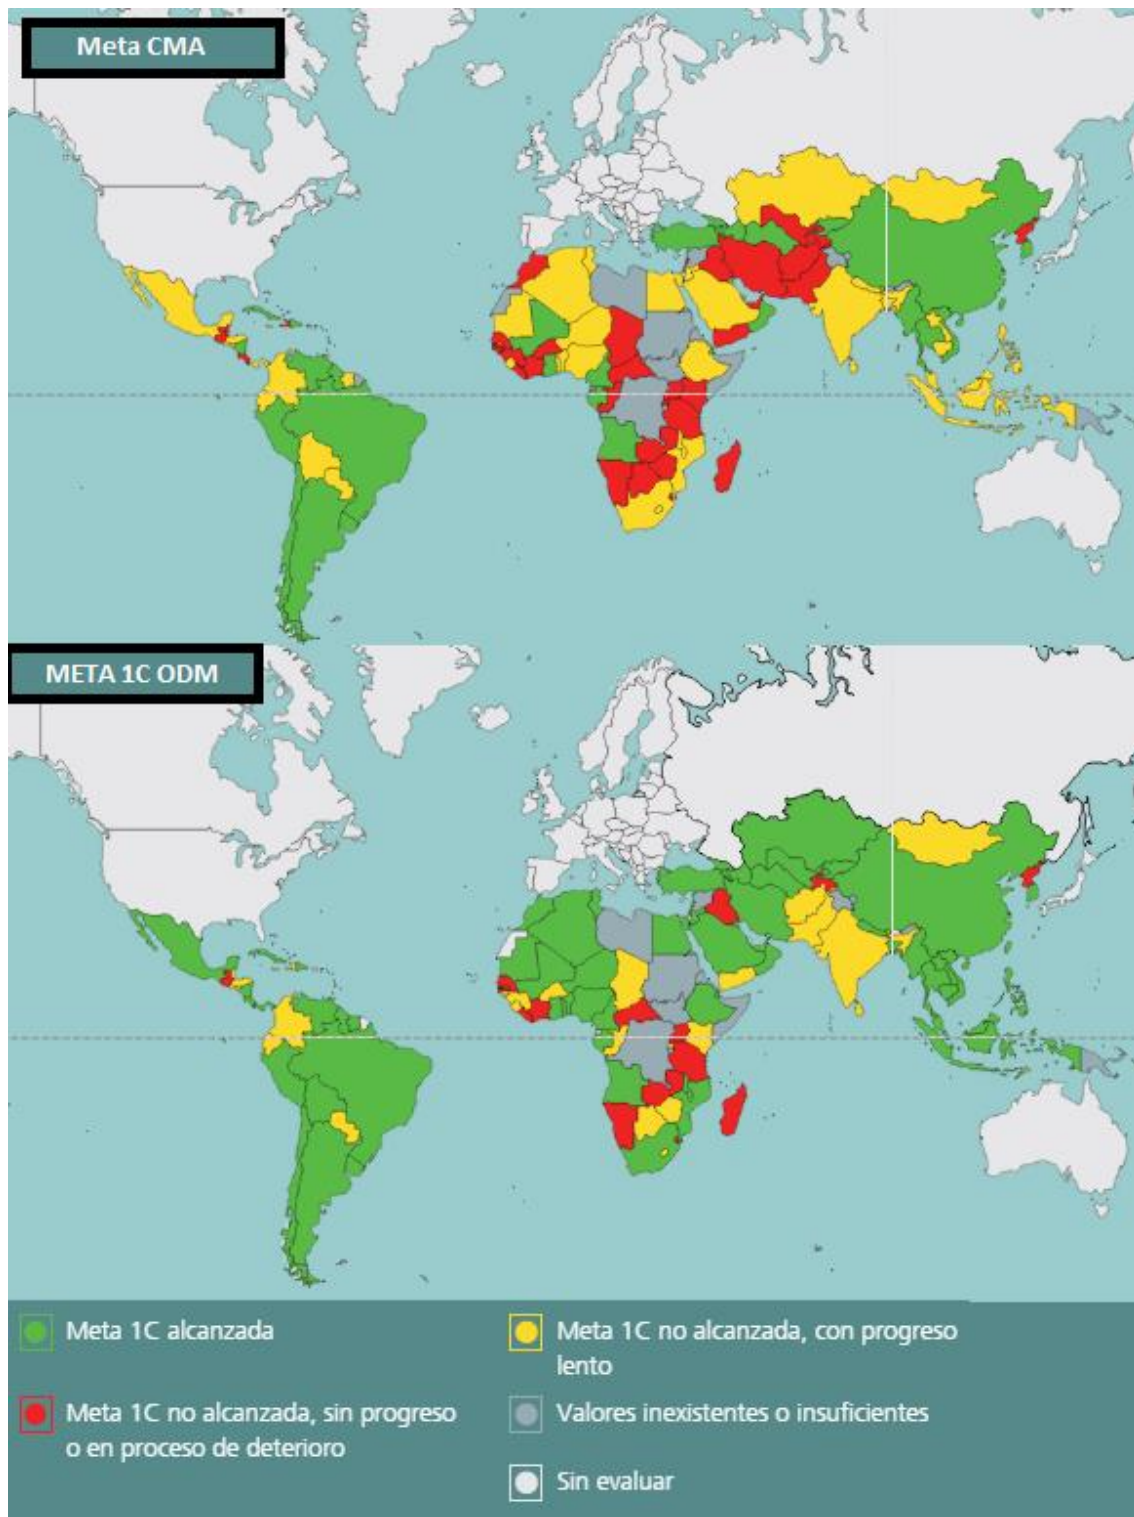 Meta CMA
META 1C ODM
Meta 1C alcanzada
Meta 1C no alcanzada, con progreso
lento
Meta 1C no alcanzada, sin progreso
o en proceso de deterioro
Valores inexistentes o insuficientes
Sin evaluar